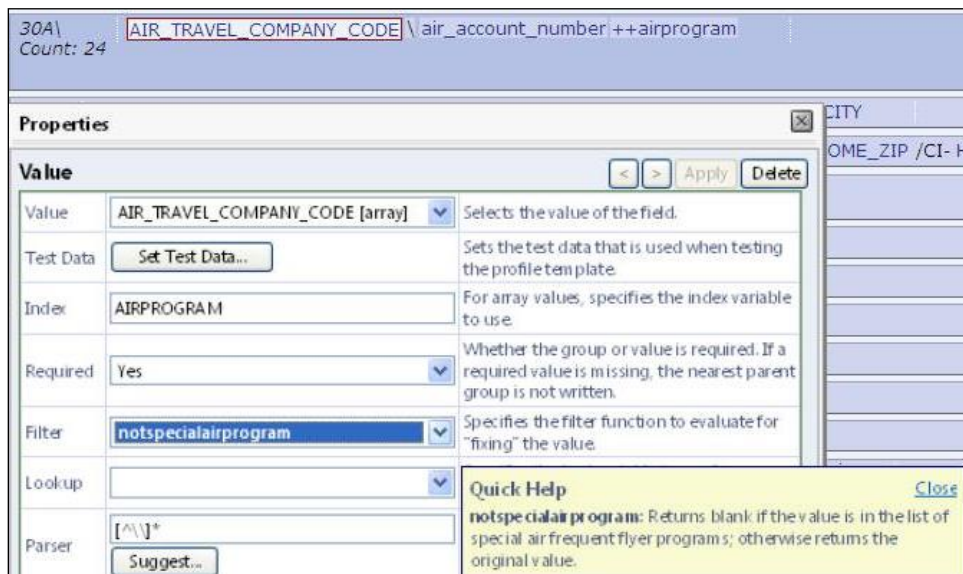 30A\ AIR_TRAVEL_COMPANY_CODE \ air_account_number ++airprogram
Count: 24
CITY
OME_ZIP /CI- H
Properties
Value < > Apply Delete
Value AIR_TRAVEL_COMPANY_CODE [array] Selects the value of the field.
Test Data Set Test Data... Sets the test data that is used when testing
the profile template.
Index AIRPROGRAM For array values, specifies the index variable
to use.
Required Yes Whether the group or value is required. If a
required value is missing, the nearest parent
group is not written.
Filter notspecialairprogram Specifies the filter function to evaluate for
"fixing" the value.
Lookup
Quick Help Close
notspecialairprogram: Returns blank if the value is in the list of
special air frequent flyer programs; otherwise returns the
original value.
Parser [^\\]*
Suggest...